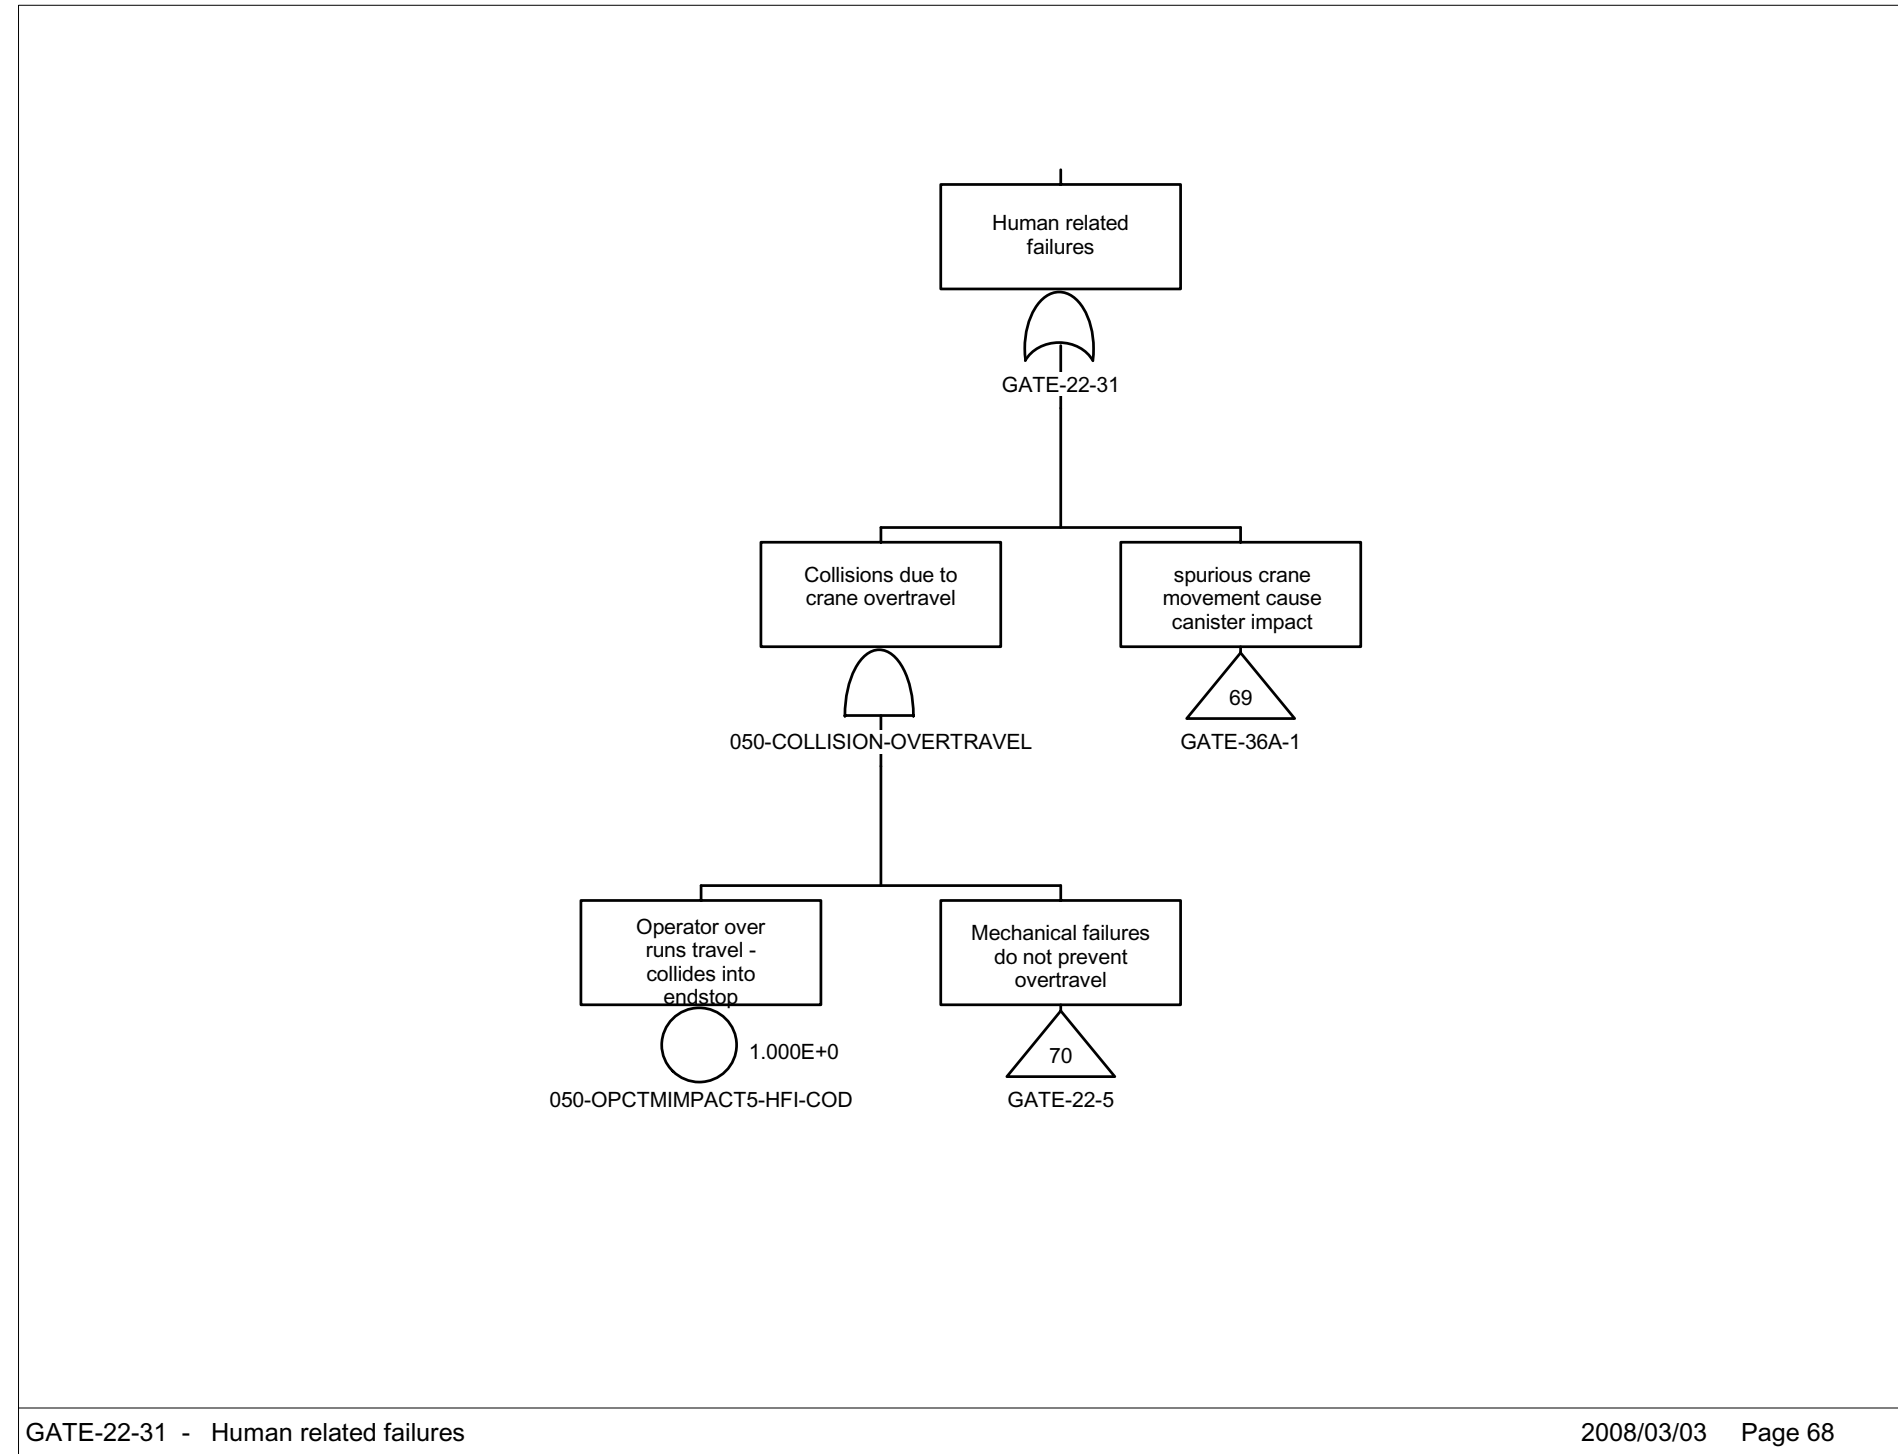 Human related
failures
GATE-22-31
Collisions due to
crane overtravel
050-COLLISION-OVERTRAVEL
spurious crane
movement cause
canister impact
69
GATE-36A-1
Operator over
runs travel -
collides into
endstop
1.000E+0
050-OPCTMIMPACT5-HFI-COD
Mechanical failures
do not prevent
overtravel
70
GATE-22-5
GATE-22-31 - Human related failures
2008/03/03 Page 68